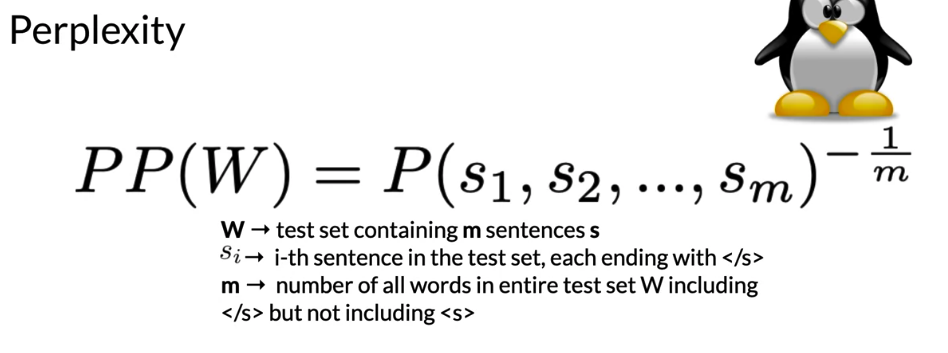 Perplexity
PP(W) = P(s₁, s₂, ..., sₘ)^{-\frac{1}{m}}
W → test set containing m sentences s
sᵢ → i-th sentence in the test set, each ending with </s>
m → number of all words in entire test set W including
</s> but not including <s>